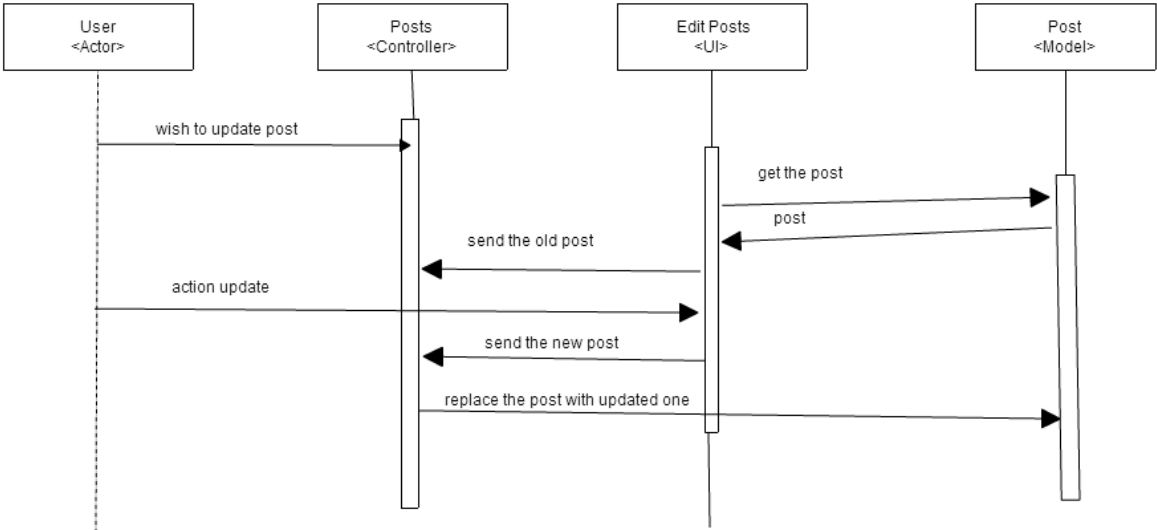 User
<Actor>
Posts
<Controller>
Edit Posts
<UI>
Post
<Model>
wish to update post
get the post
post
send the old post
action update
send the new post
replace the post with updated one